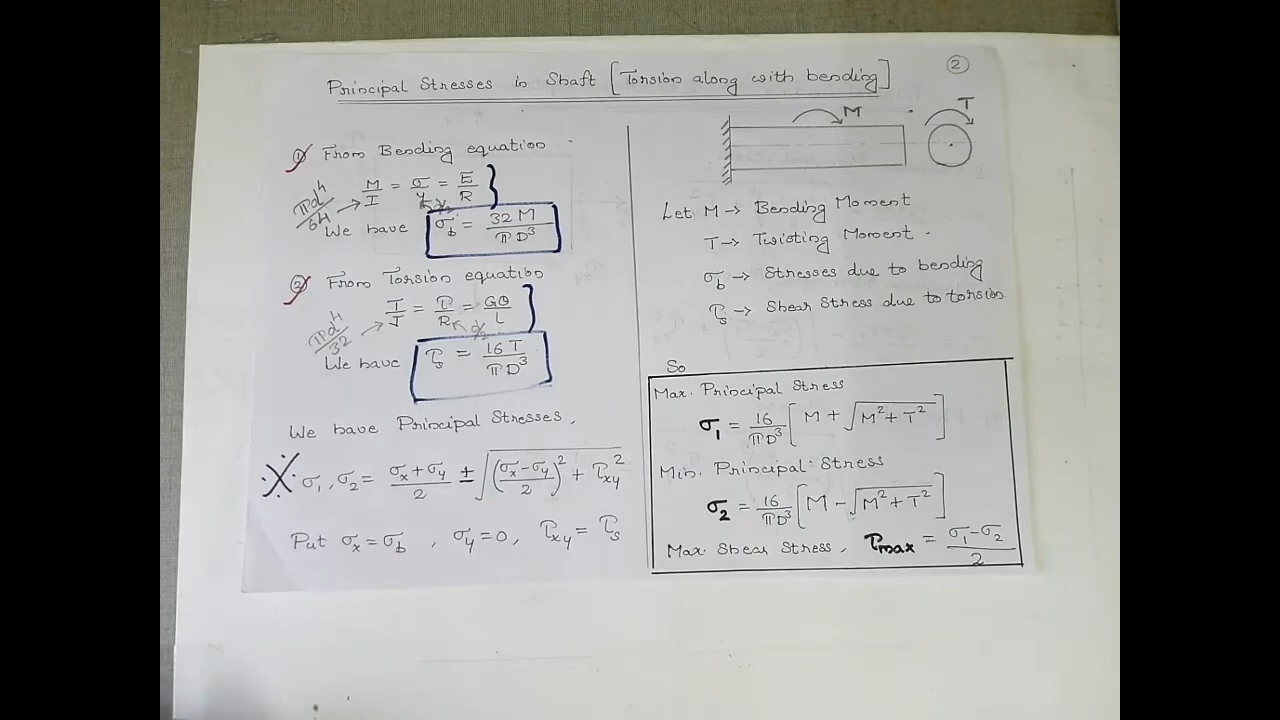 2
Principal Stresses in Shaft [Torsion along with bending]
① From Bending equation
πd⁴/64 → M/I = σ/y = E/R
d/2
We have σb = 32 M / πD³
② From Torsion equation
πd⁴/32 → T/J = τ/R = Gθ/L
d/2
We have τs = 16 T / πD³
We have Principal Stresses,
σ1, σ2 = (σx + σy)/2 ± √(((σx − σy)/2)² + τxy²)
Put σx = σb , σy = 0, τxy = τs
M
T
Let M → Bending Moment
T → Twisting Moment.
σb → Stresses due to bending
τs → Shear Stress due to torsion
So
Max. Principal Stress
σ1 = 16/πD³ [M + √(M² + T²)]
Min. Principal Stress
σ2 = 16/πD³ [M − √(M² + T²)]
Max. Shear Stress, τmax = (σ1 − σ2)/2